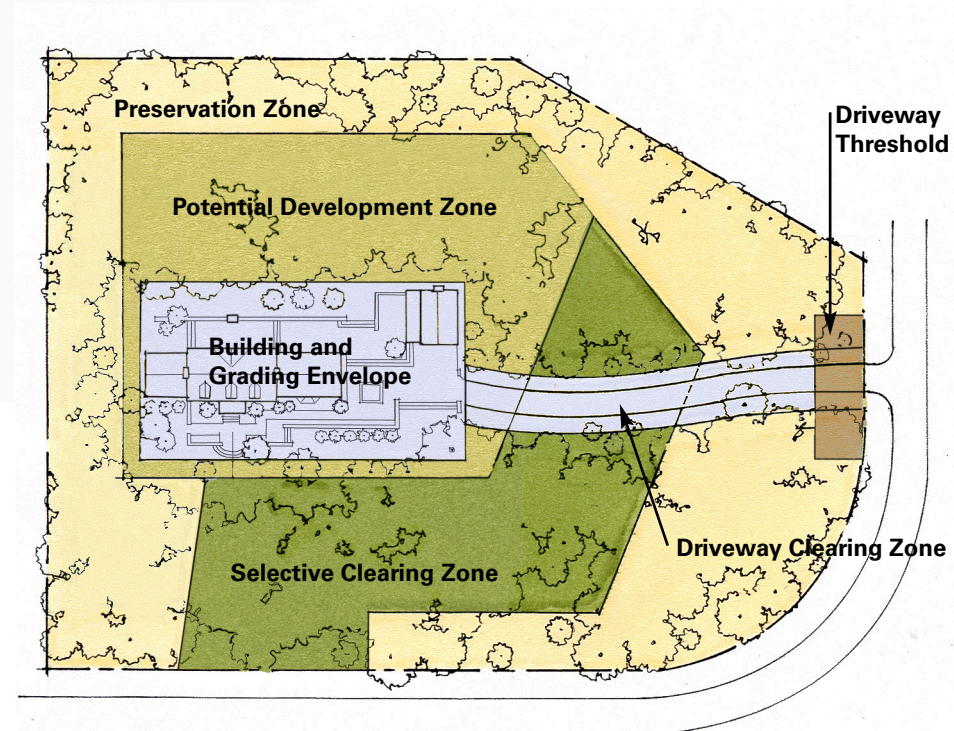 Preservation Zone
Driveway
Threshold
Potential Development Zone
Building and
Grading Envelope
Driveway Clearing Zone
Selective Clearing Zone